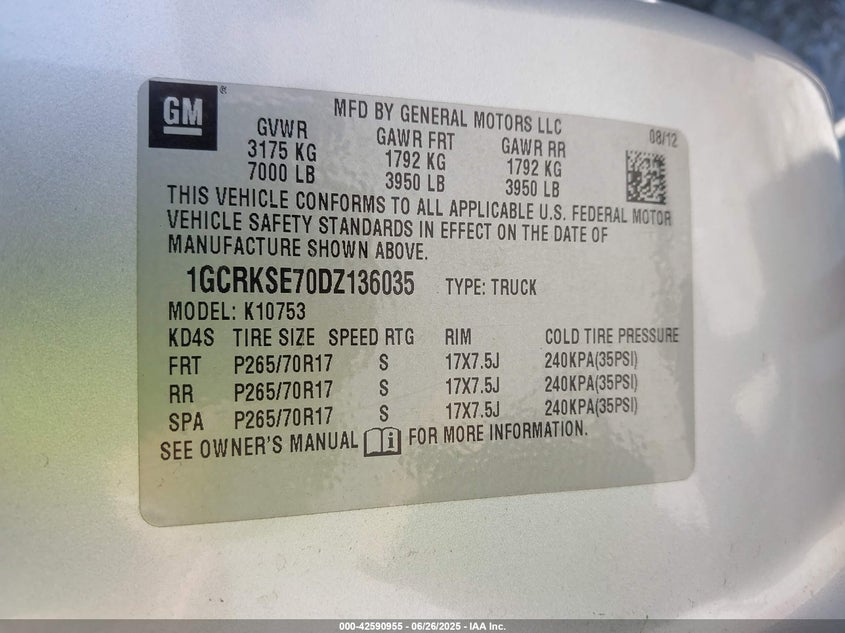 GM ®
MFD BY GENERAL MOTORS LLC
08/12
GVWR GAWR FRT GAWR RR
3175 KG 1792 KG 1792 KG
7000 LB 3950 LB 3950 LB
THIS VEHICLE CONFORMS TO ALL APPLICABLE U.S. FEDERAL MOTOR
VEHICLE SAFETY STANDARDS IN EFFECT ON THE DATE OF
MANUFACTURE SHOWN ABOVE.
1GCRKSE70DZ136035 TYPE: TRUCK
MODEL: K10753
KD4S TIRE SIZE SPEED RTG RIM COLD TIRE PRESSURE
FRT P265/70R17 S 17X7.5J 240KPA(35PSI)
RR P265/70R17 S 17X7.5J 240KPA(35PSI)
SPA P265/70R17 S 17X7.5J 240KPA(35PSI)
SEE OWNER'S MANUAL FOR MORE INFORMATION.
000-42590955 - 06/26/2025 - IAA Inc.